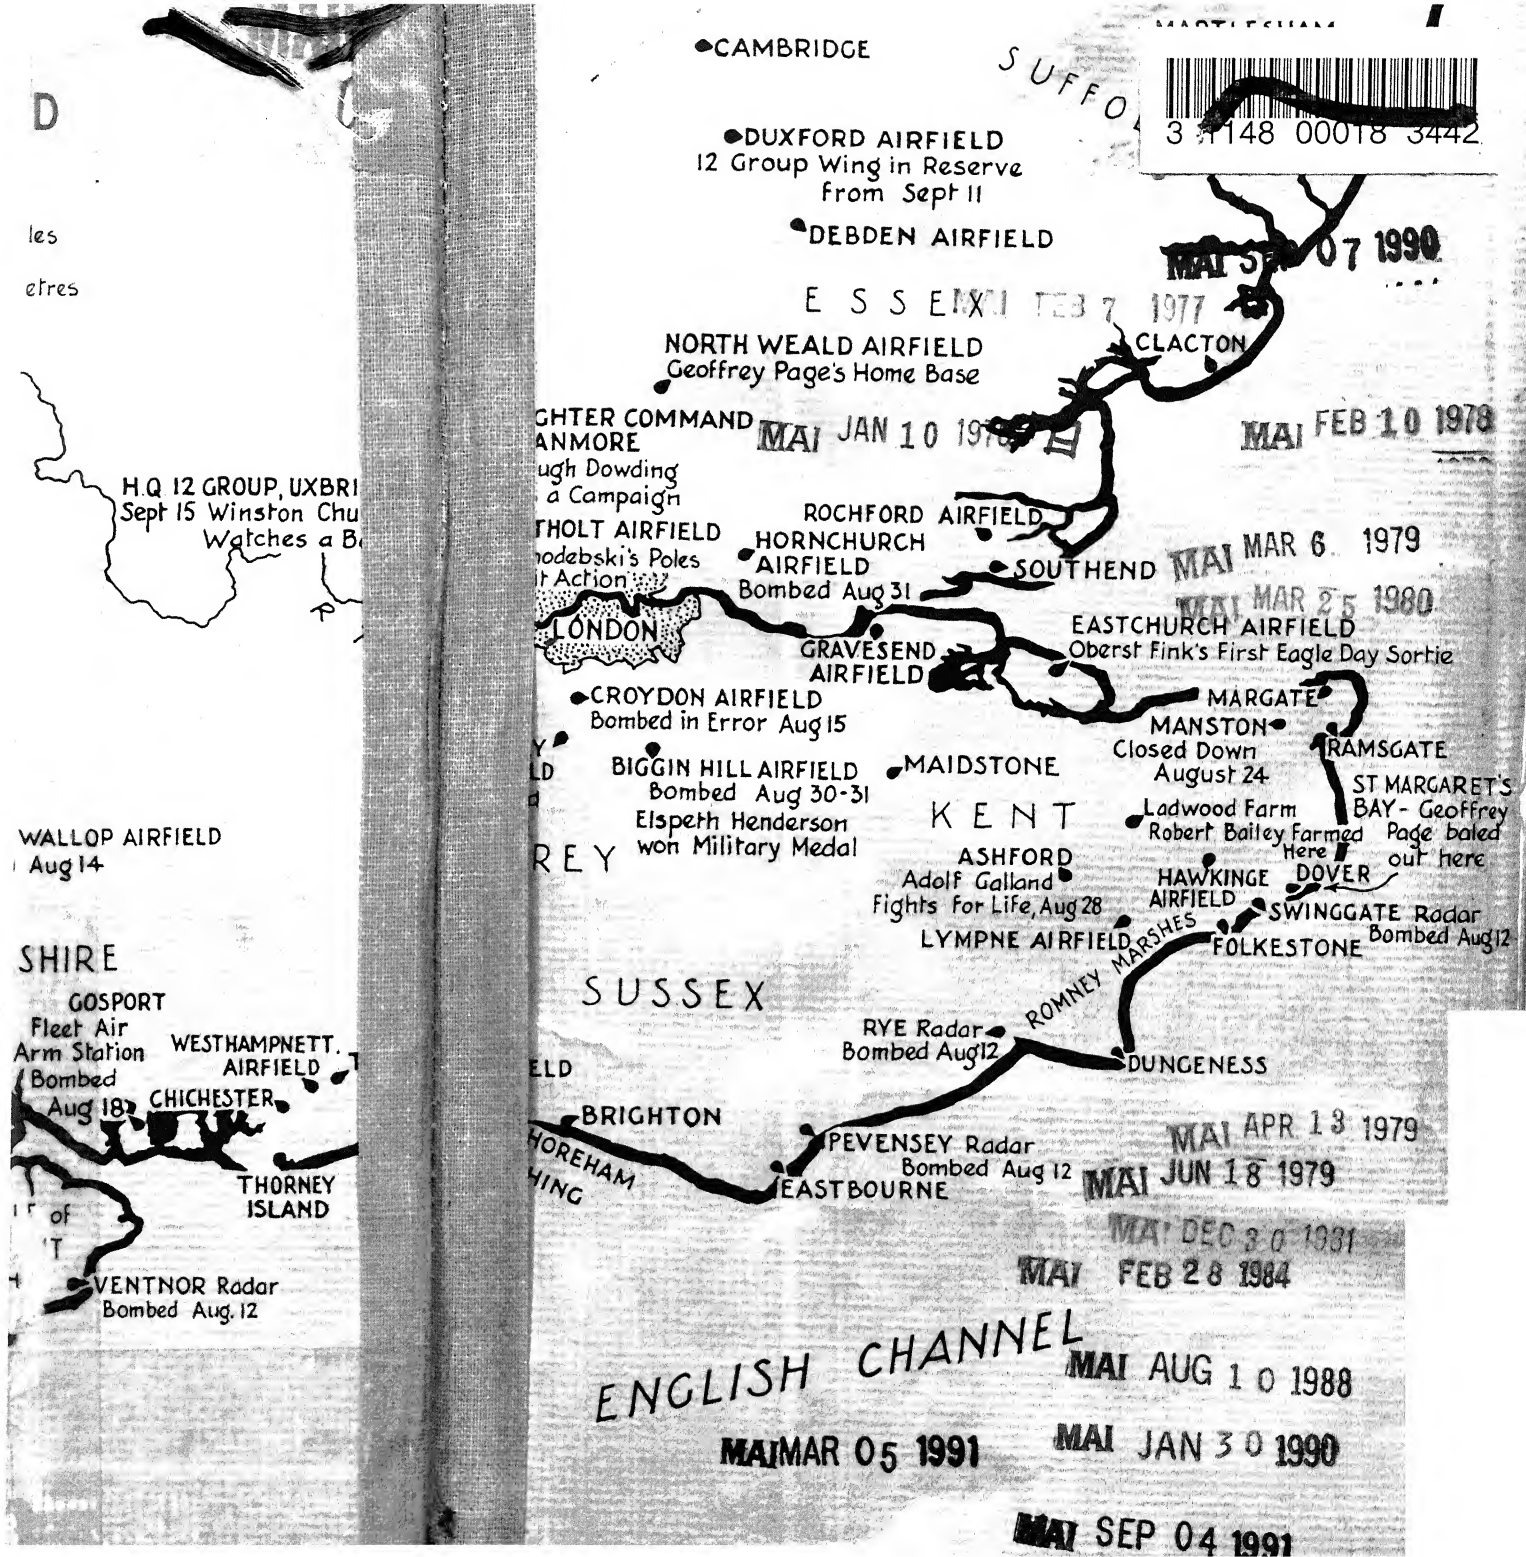 D
les
etres
H.Q. 12 GROUP, UXBRI
Sept 15 Winston Chu
Watches a B
R
WALLOP AIRFIELD
Aug 14
SHIRE
GOSPORT
Fleet Air
Arm Station
Bombed
Aug 18
WESTHAMPNETT.
AIRFIELD
CHICHESTER
THORNEY
ISLAND
of
T
VENTNOR Radar
Bombed Aug. 12
CAMBRIDGE
SUFFOL
MARTLESHAM
3 1148 00018 3442
DUXFORD AIRFIELD
12 Group Wing in Reserve
from Sept 11
DEBDEN AIRFIELD
MAI SEP 07 1990
ESSEX
MAI FEB 7 1977
CLACTON
NORTH WEALD AIRFIELD
Geoffrey Page's Home Base
GHTER COMMAND
ANMORE
ugh Dowding
a Campaign
MAI JAN 10 197
MAI FEB 10 1978
THOLT AIRFIELD
hodebski's Poles
it Action
ROCHFORD AIRFIELD
HORNCHURCH
AIRFIELD
Bombed Aug 31
SOUTHEND
MAI MAR 6 1979
MAI MAR 25 1980
LONDON
GRAVESEND
AIRFIELD
EASTCHURCH AIRFIELD
Oberst Fink's First Eagle Day Sortie
CROYDON AIRFIELD
Bombed in Error Aug 15
MARGATE
MANSTON
Closed Down
August 24
RAMSGATE
Y
LD
BIGGIN HILL AIRFIELD
Bombed Aug 30-31
Elspeth Henderson
won Military Medal
MAIDSTONE
KENT
ST MARGARET'S
BAY - Geoffrey
Page baled
out here
Ladwood Farm
Robert Bailey Farmed
Here
REY
ASHFORD
Adolf Galland
Fights for Life, Aug 28
HAWKINGE
AIRFIELD
DOVER
SWINGGATE Radar
Bombed Aug 12
LYMPNE AIRFIELD
FOLKESTONE
ROMNEY MARSHES
SUSSEX
RYE Radar
Bombed Aug 12
DUNGENESS
ELD
BRIGHTON
HOREHAM
HING
PEVENSEY Radar
Bombed Aug 12
EASTBOURNE
MAI APR 13 1979
MAI JUN 18 1979
MAI DEC 30 1981
MAI FEB 28 1984
ENGLISH CHANNEL
MAI AUG 10 1988
MAI MAR 05 1991
MAI JAN 30 1990
MAI SEP 04 1991